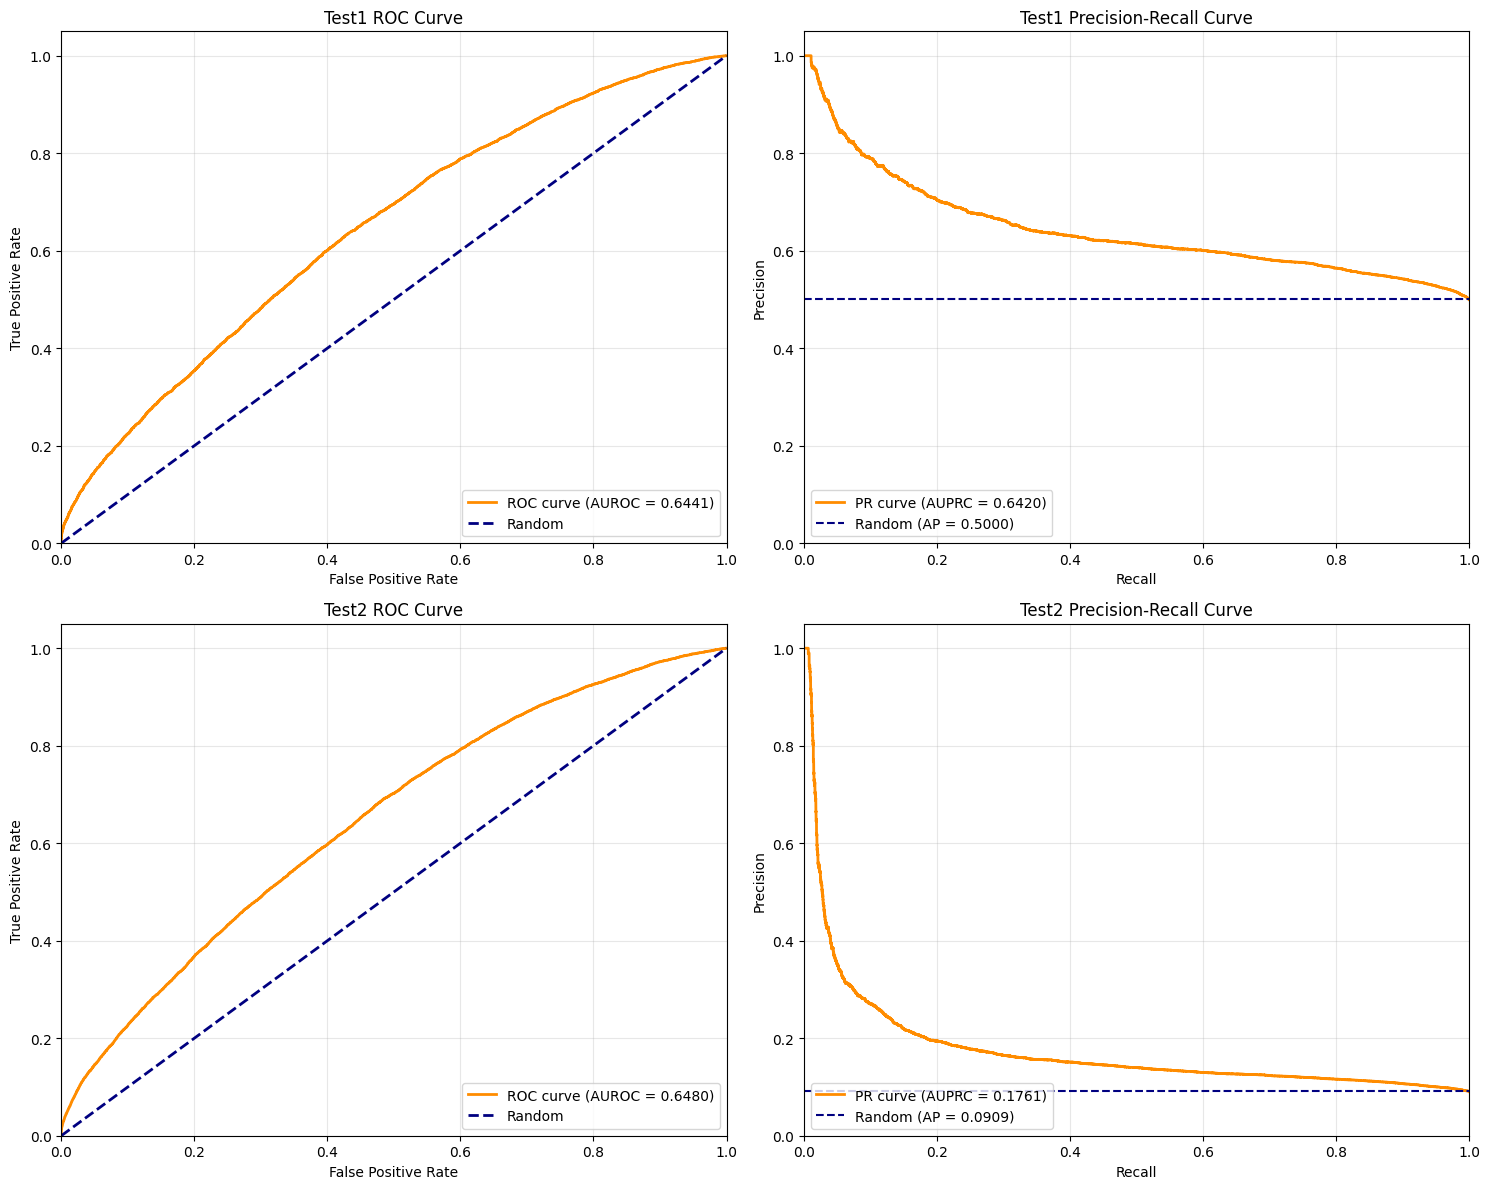 Test1 ROC Curve
True Positive Rate
1.0
0.8
0.6
0.4
0.2
0.0
ROC curve (AUROC = 0.6441)
Random
0.0 0.2 0.4 0.6 0.8 1.0
False Positive Rate
Test1 Precision-Recall Curve
Precision
1.0
0.8
0.6
0.4
0.2
0.0
PR curve (AUPRC = 0.6420)
Random (AP = 0.5000)
0.0 0.2 0.4 0.6 0.8 1.0
Recall
Test2 ROC Curve
True Positive Rate
1.0
0.8
0.6
0.4
0.2
0.0
ROC curve (AUROC = 0.6480)
Random
0.0 0.2 0.4 0.6 0.8 1.0
False Positive Rate
Test2 Precision-Recall Curve
Precision
1.0
0.8
0.6
0.4
0.2
0.0
PR curve (AUPRC = 0.1761)
Random (AP = 0.0909)
0.0 0.2 0.4 0.6 0.8 1.0
Recall